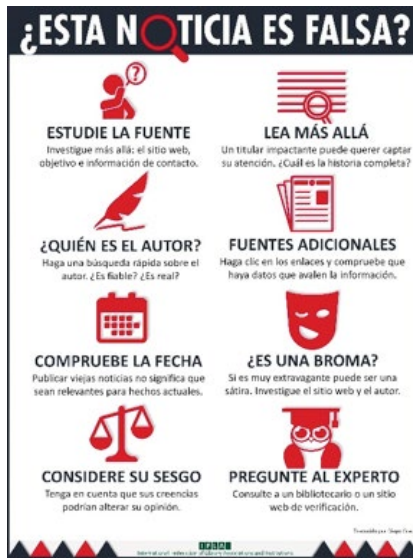 ¿ESTA NOTICIA ES FALSA?
ESTUDIE LA FUENTE
Investigue más allá: el sitio web,
objetivo e información de contacto.
LEA MÁS ALLÁ
Un titular impactante puede querer captar
su atención. ¿Cuál es la historia completa?
¿QUIÉN ES EL AUTOR?
Haga una búsqueda rápida sobre el
autor. ¿Es fiable? ¿Es real?
FUENTES ADICIONALES
Haga clic en los enlaces y compruebe que
haya datos que avalen la información.
COMPRUEBE LA FECHA
Publicar viejas noticias no significa que
sean relevantes para hechos actuales.
¿ES UNA BROMA?
Si es muy extravagante puede ser una
sátira. Investigue el sitio web y el autor.
CONSIDERE SU SESGO
Tenga en cuenta que sus creencias
podrían alterar su opinión.
PREGUNTE AL EXPERTO
Consulte a un bibliotecario o un sitio
web de verificación.
IFLA
International Federation of Library Associations and Institutions